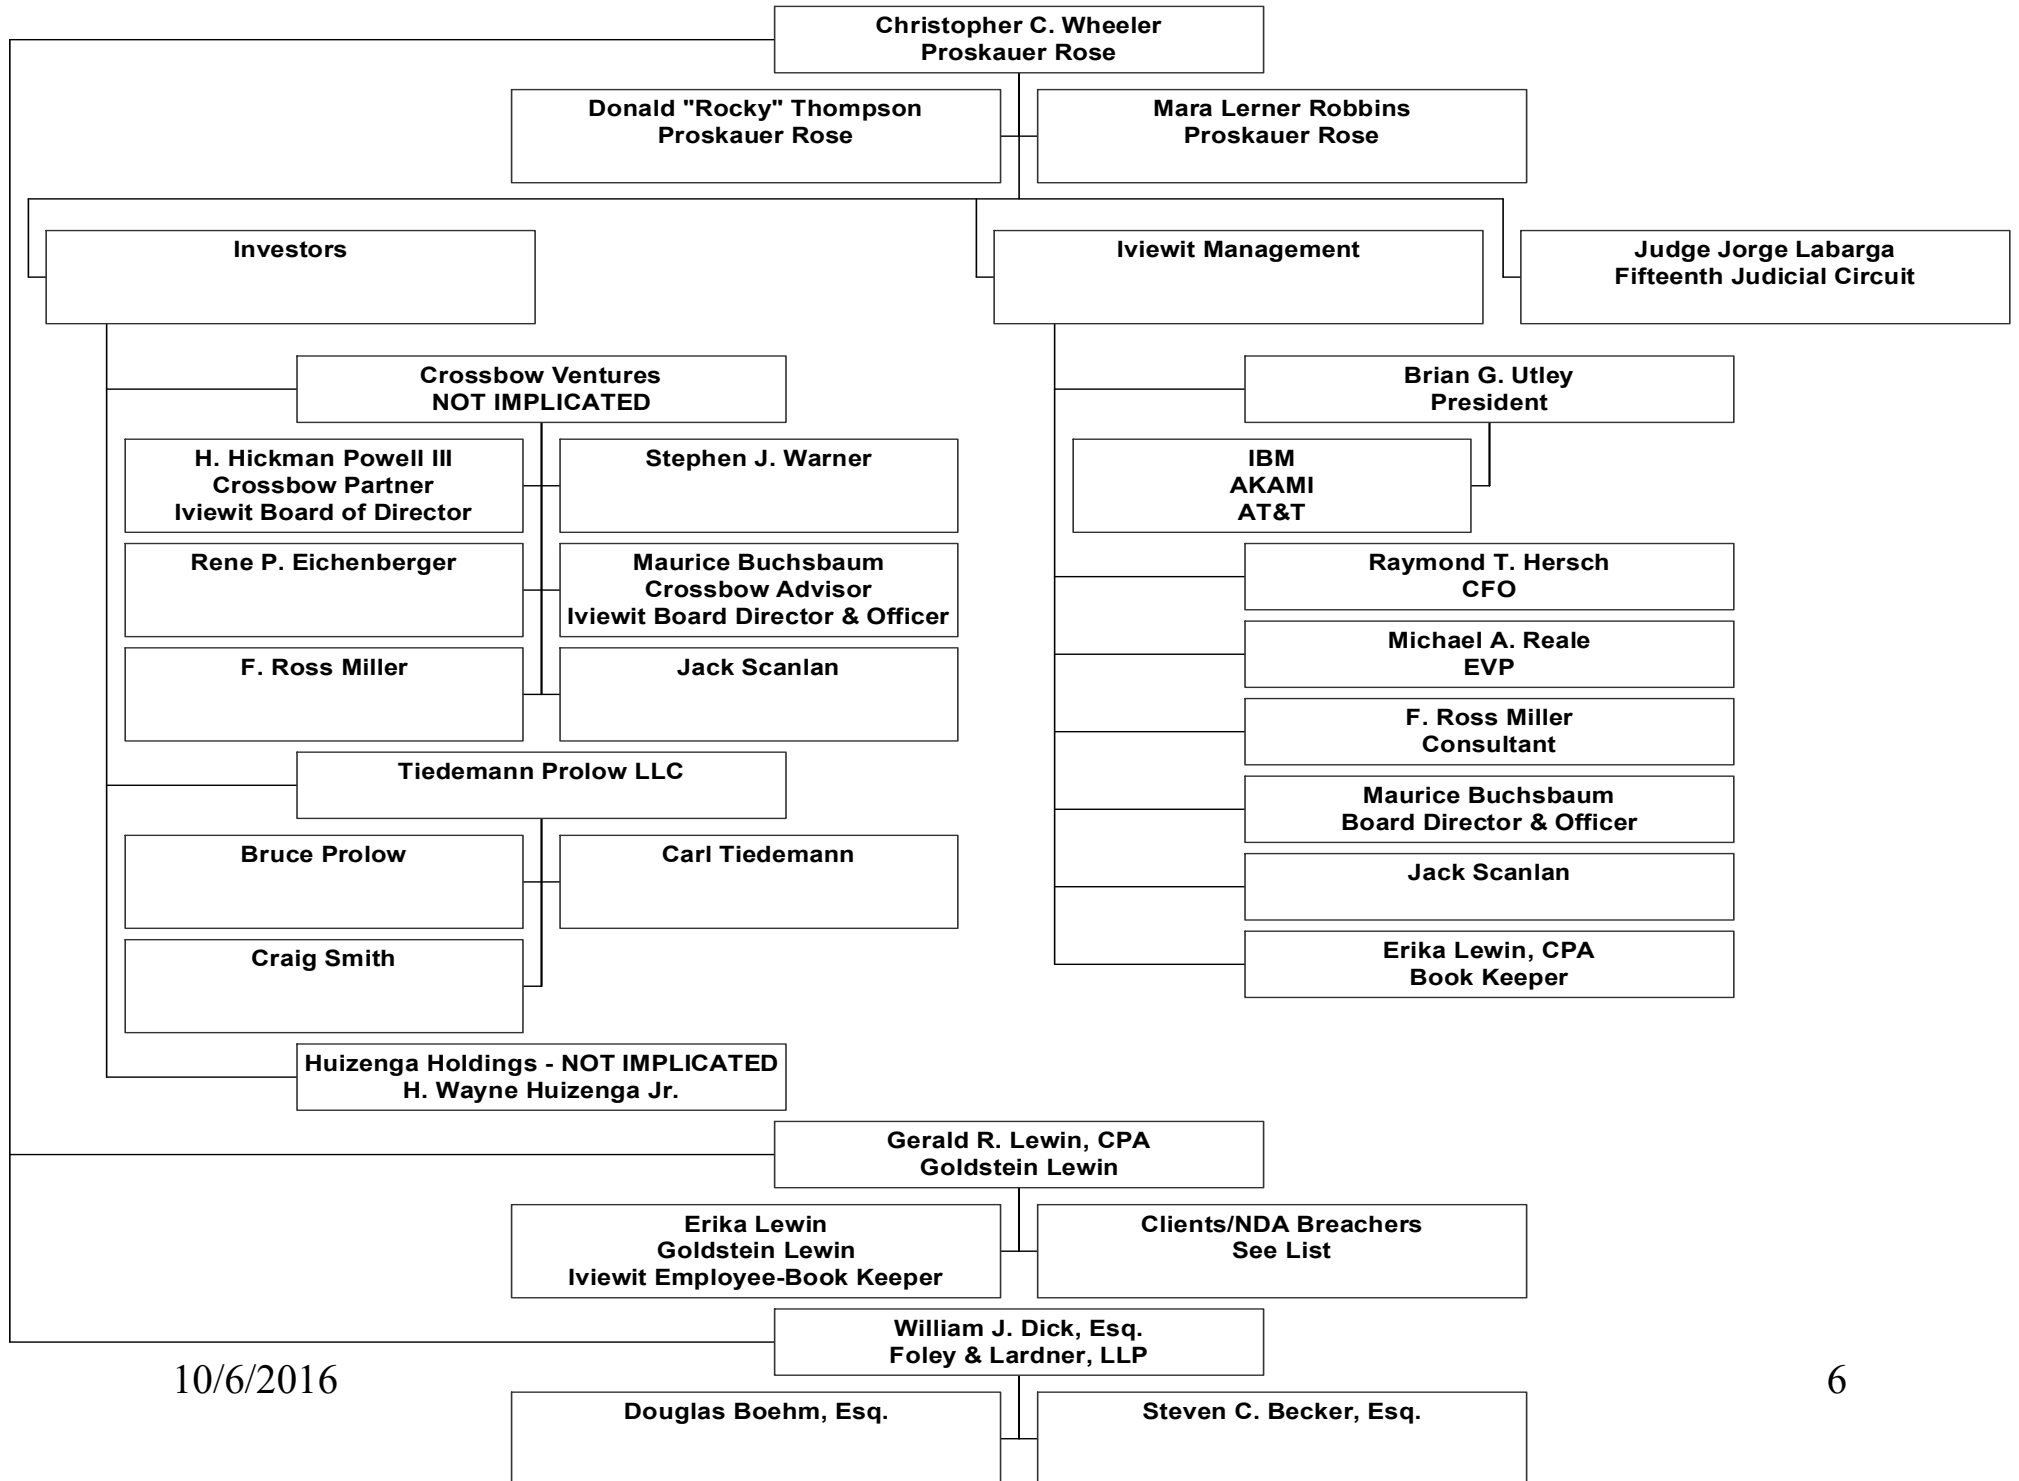 Christopher C. Wheeler
Proskauer Rose
Donald "Rocky" Thompson
Proskauer Rose
Mara Lerner Robbins
Proskauer Rose
Investors
Iviewit Management
Judge Jorge Labarga
Fifteenth Judicial Circuit
Crossbow Ventures
NOT IMPLICATED
H. Hickman Powell III
Crossbow Partner
Iviewit Board of Director
Stephen J. Warner
Rene P. Eichenberger
Maurice Buchsbaum
Crossbow Advisor
Iviewit Board Director & Officer
F. Ross Miller
Jack Scanlan
Tiedemann Prolow LLC
Bruce Prolow
Carl Tiedemann
Craig Smith
Huizenga Holdings - NOT IMPLICATED
H. Wayne Huizenga Jr.
Brian G. Utley
President
IBM
AKAMI
AT&T
Raymond T. Hersch
CFO
Michael A. Reale
EVP
F. Ross Miller
Consultant
Maurice Buchsbaum
Board Director & Officer
Jack Scanlan
Erika Lewin, CPA
Book Keeper
Gerald R. Lewin, CPA
Goldstein Lewin
Erika Lewin
Goldstein Lewin
Iviewit Employee-Book Keeper
Clients/NDA Breachers
See List
William J. Dick, Esq.
Foley & Lardner, LLP
Douglas Boehm, Esq.
Steven C. Becker, Esq.
10/6/2016
6